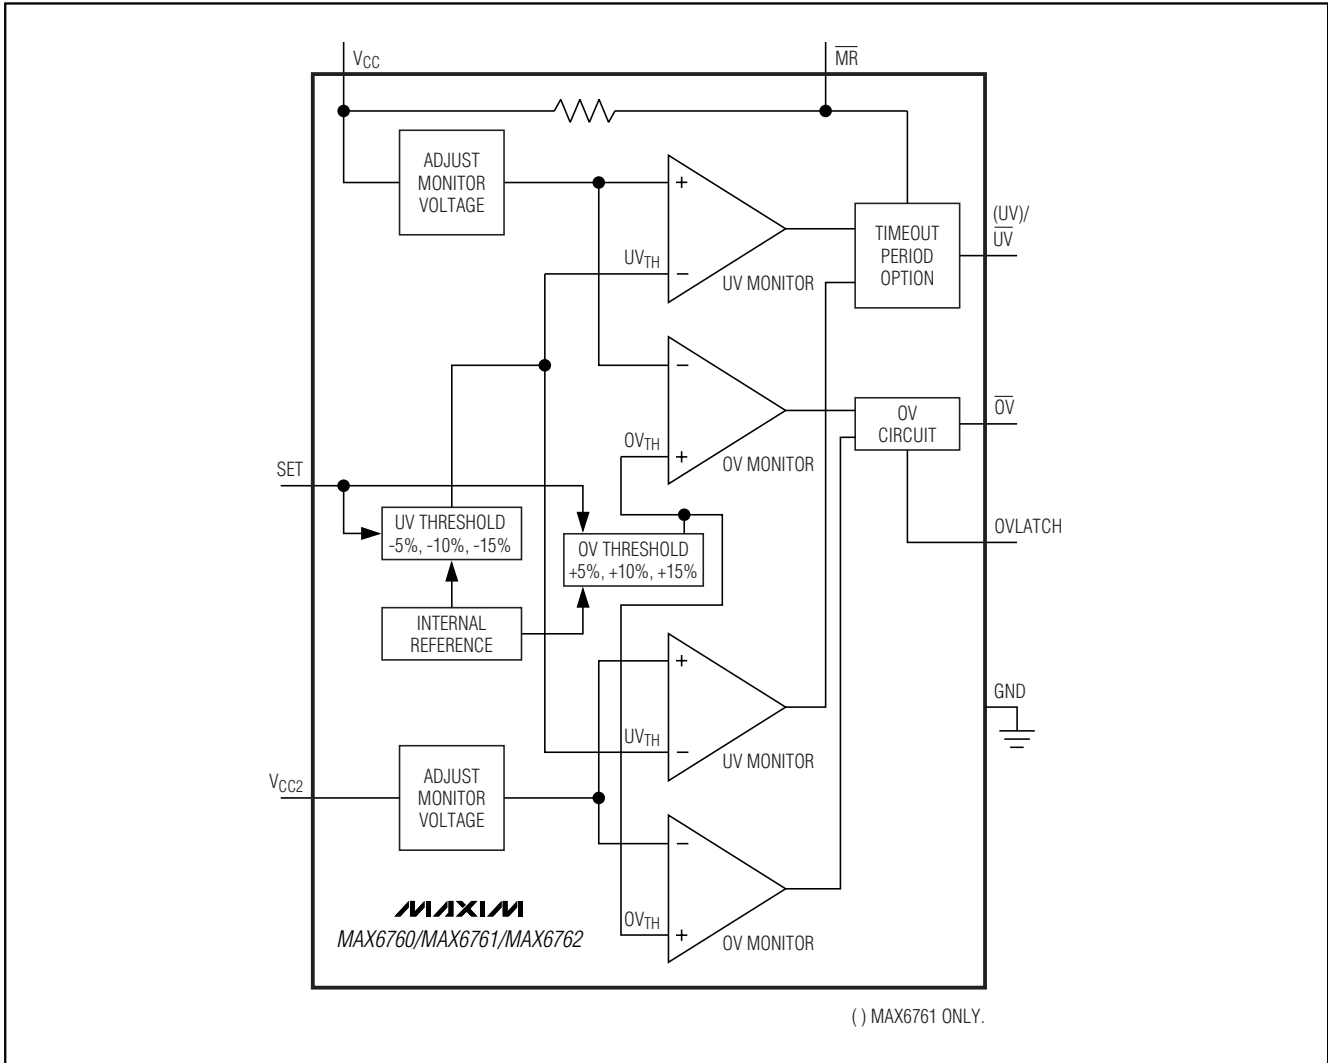 VCC
MR
ADJUST
MONITOR
VOLTAGE
+
UVTH
−
UV MONITOR
TIMEOUT
PERIOD
OPTION
(UV)/
UV
−
OVTH
+
OV MONITOR
OV
CIRCUIT
OV
SET
OVLATCH
UV THRESHOLD
-5%, -10%, -15%
OV THRESHOLD
+5%, +10%, +15%
INTERNAL
REFERENCE
+
UVTH
−
UV MONITOR
GND
VCC2
ADJUST
MONITOR
VOLTAGE
−
OVTH
+
OV MONITOR
MAXIM
MAX6760/MAX6761/MAX6762
( ) MAX6761 ONLY.